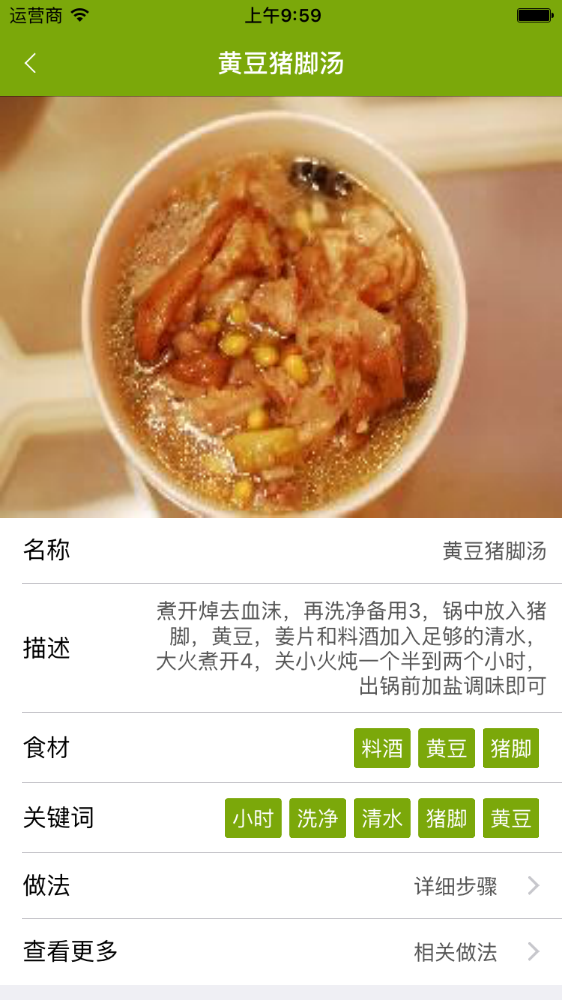 运营商 上午9:59
黄豆猪脚汤
名称 黄豆猪脚汤
描述
煮开焯去血沫，再洗净备用3，锅中放入猪
脚，黄豆，姜片和料酒加入足够的清水，
大火煮开4，关小火炖一个半到两个小时，
出锅前加盐调味即可
食材 料酒 黄豆 猪脚
关键词 小时 洗净 清水 猪脚 黄豆
做法 详细步骤
查看更多 相关做法